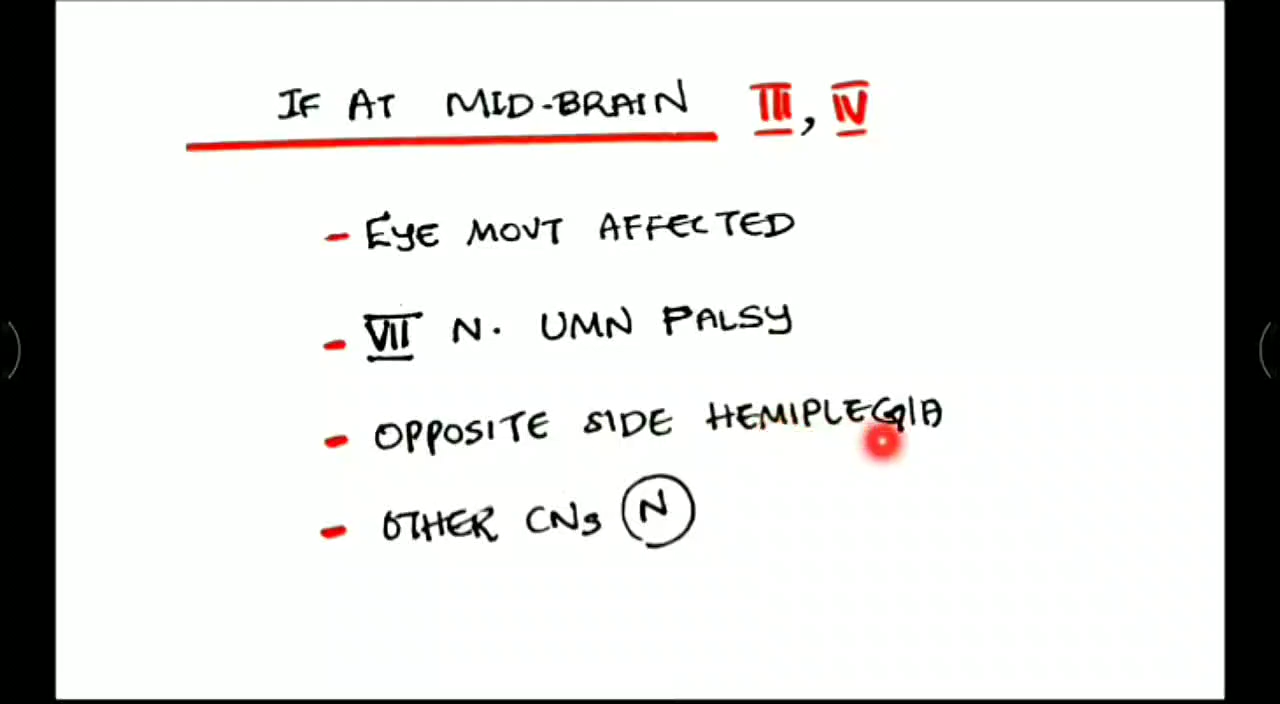 IF AT MID-BRAIN III, IV
- EYE MOVT AFFECTED
- VII N. UMN PALSY
- OPPOSITE SIDE HEMIPLEGIA
- OTHER CNs N